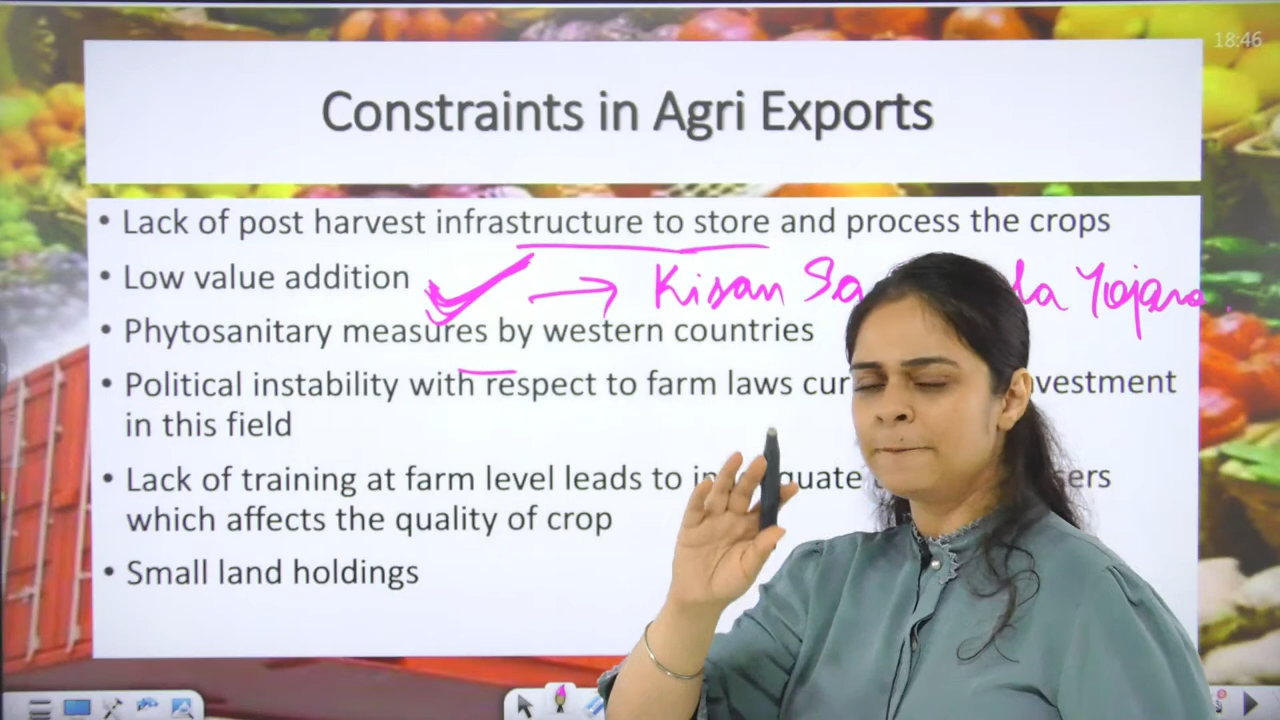 18:46
Constraints in Agri Exports
• Lack of post harvest infrastructure to store and process the crops
• Low value addition → Kisan Sa da Yojana
• Phytosanitary measures by western countries
• Political instability with respect to farm laws cur vestment
in this field
• Lack of training at farm level leads to in quate ers
which affects the quality of crop
• Small land holdings